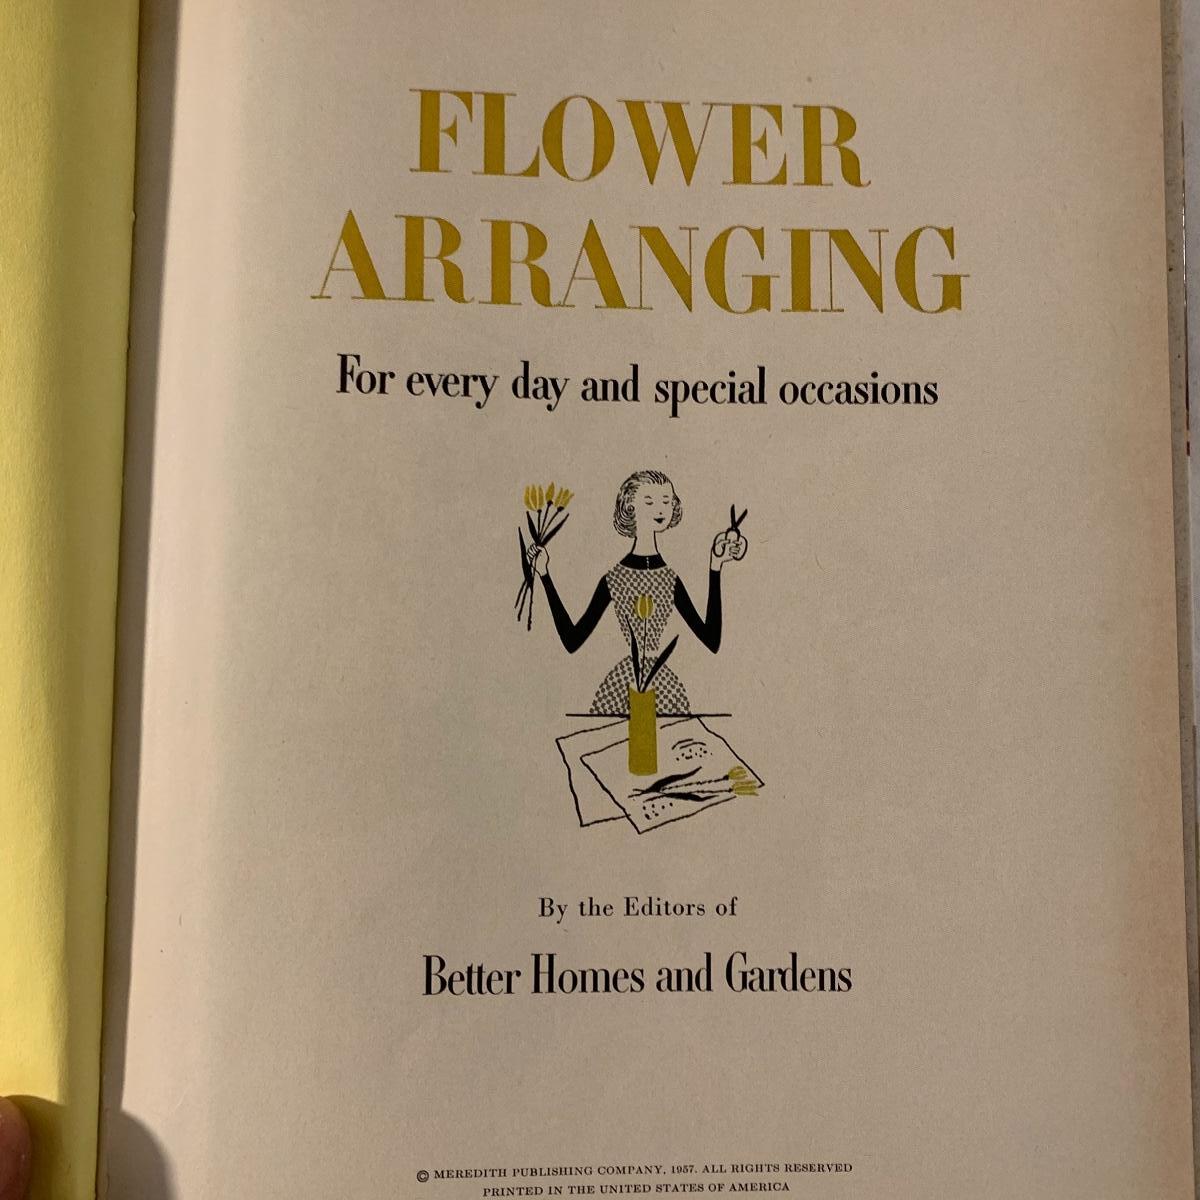 FLOWER
ARRANGING
For every day and special occasions
By the Editors of
Better Homes and Gardens
© MEREDITH PUBLISHING COMPANY, 1957. ALL RIGHTS RESERVED
PRINTED IN THE UNITED STATES OF AMERICA